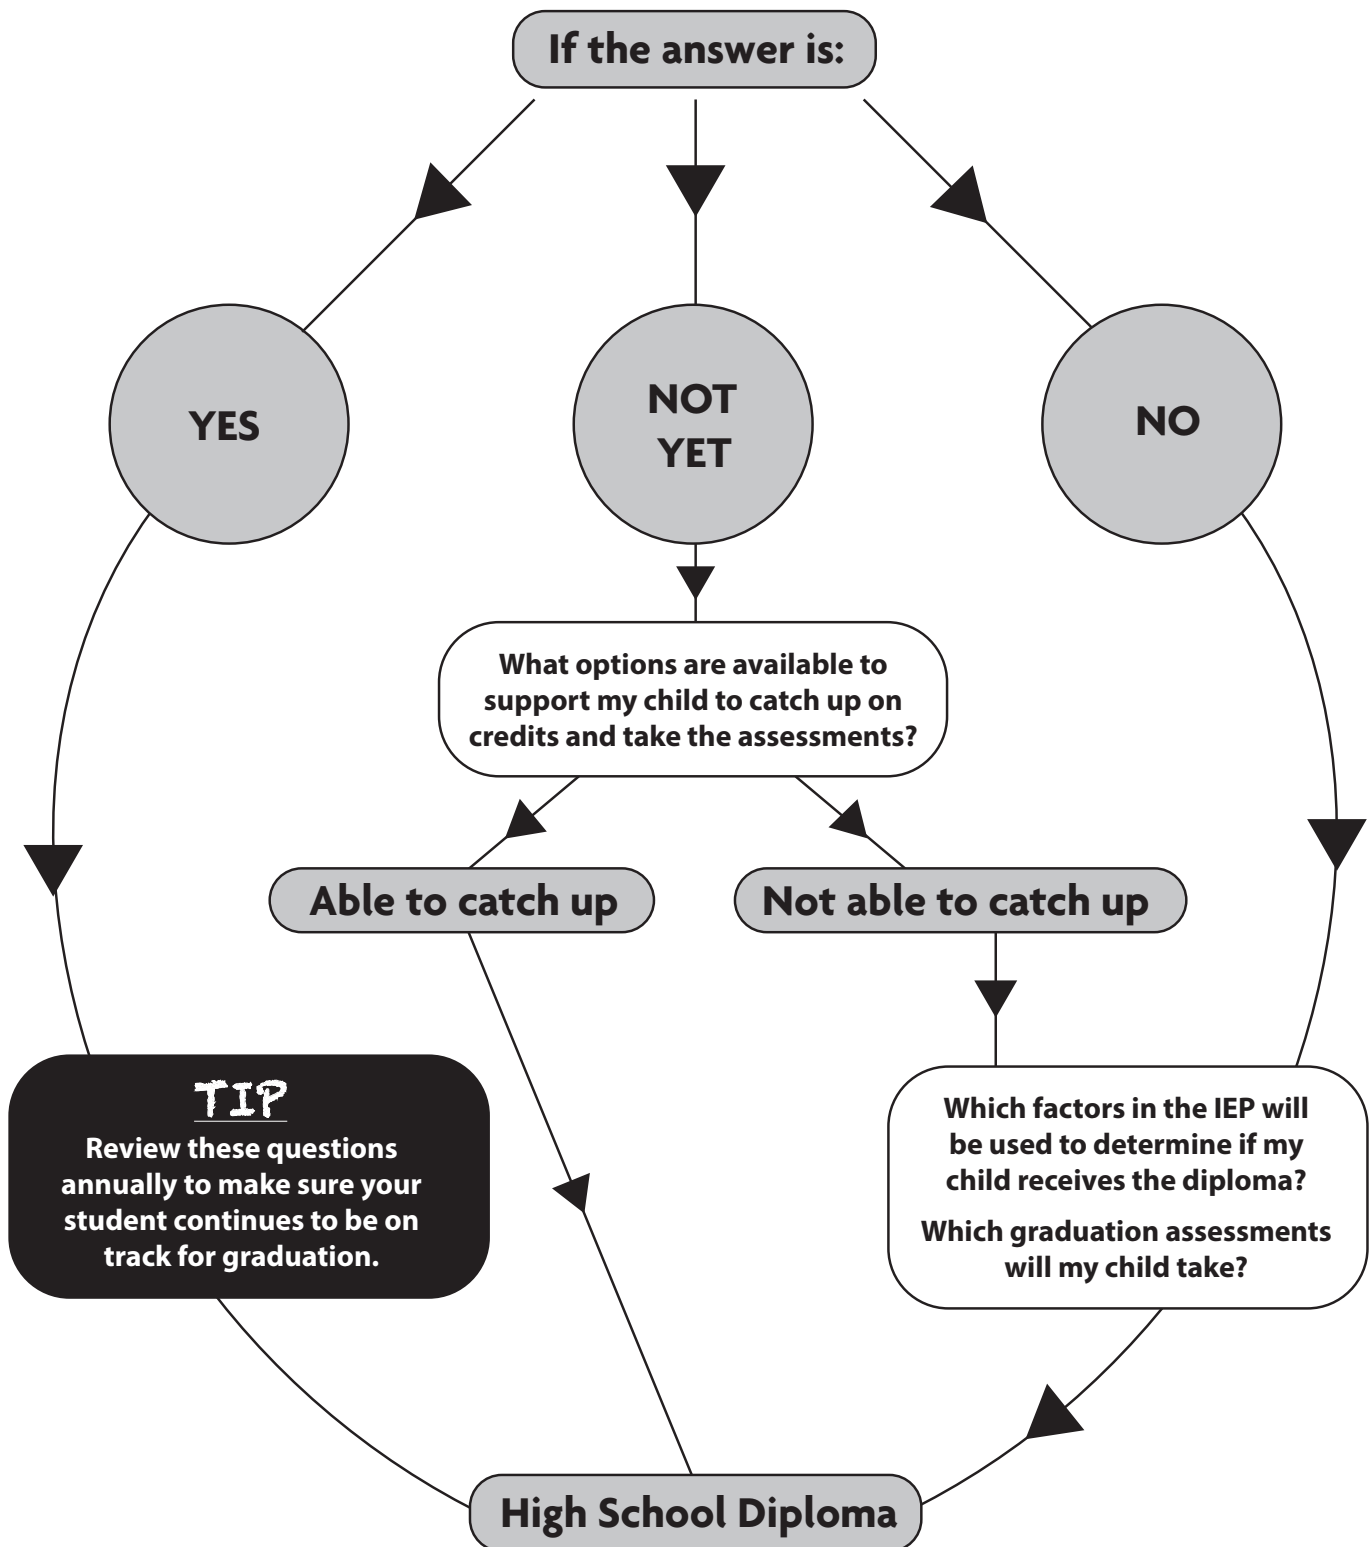 If the answer is:
YES
NOT
YET
NO
What options are available to
support my child to catch up on
credits and take the assessments?
Able to catch up
Not able to catch up
TIP
Review these questions
annually to make sure your
student continues to be on
track for graduation.
Which factors in the IEP will
be used to determine if my
child receives the diploma?
Which graduation assessments
will my child take?
High School Diploma